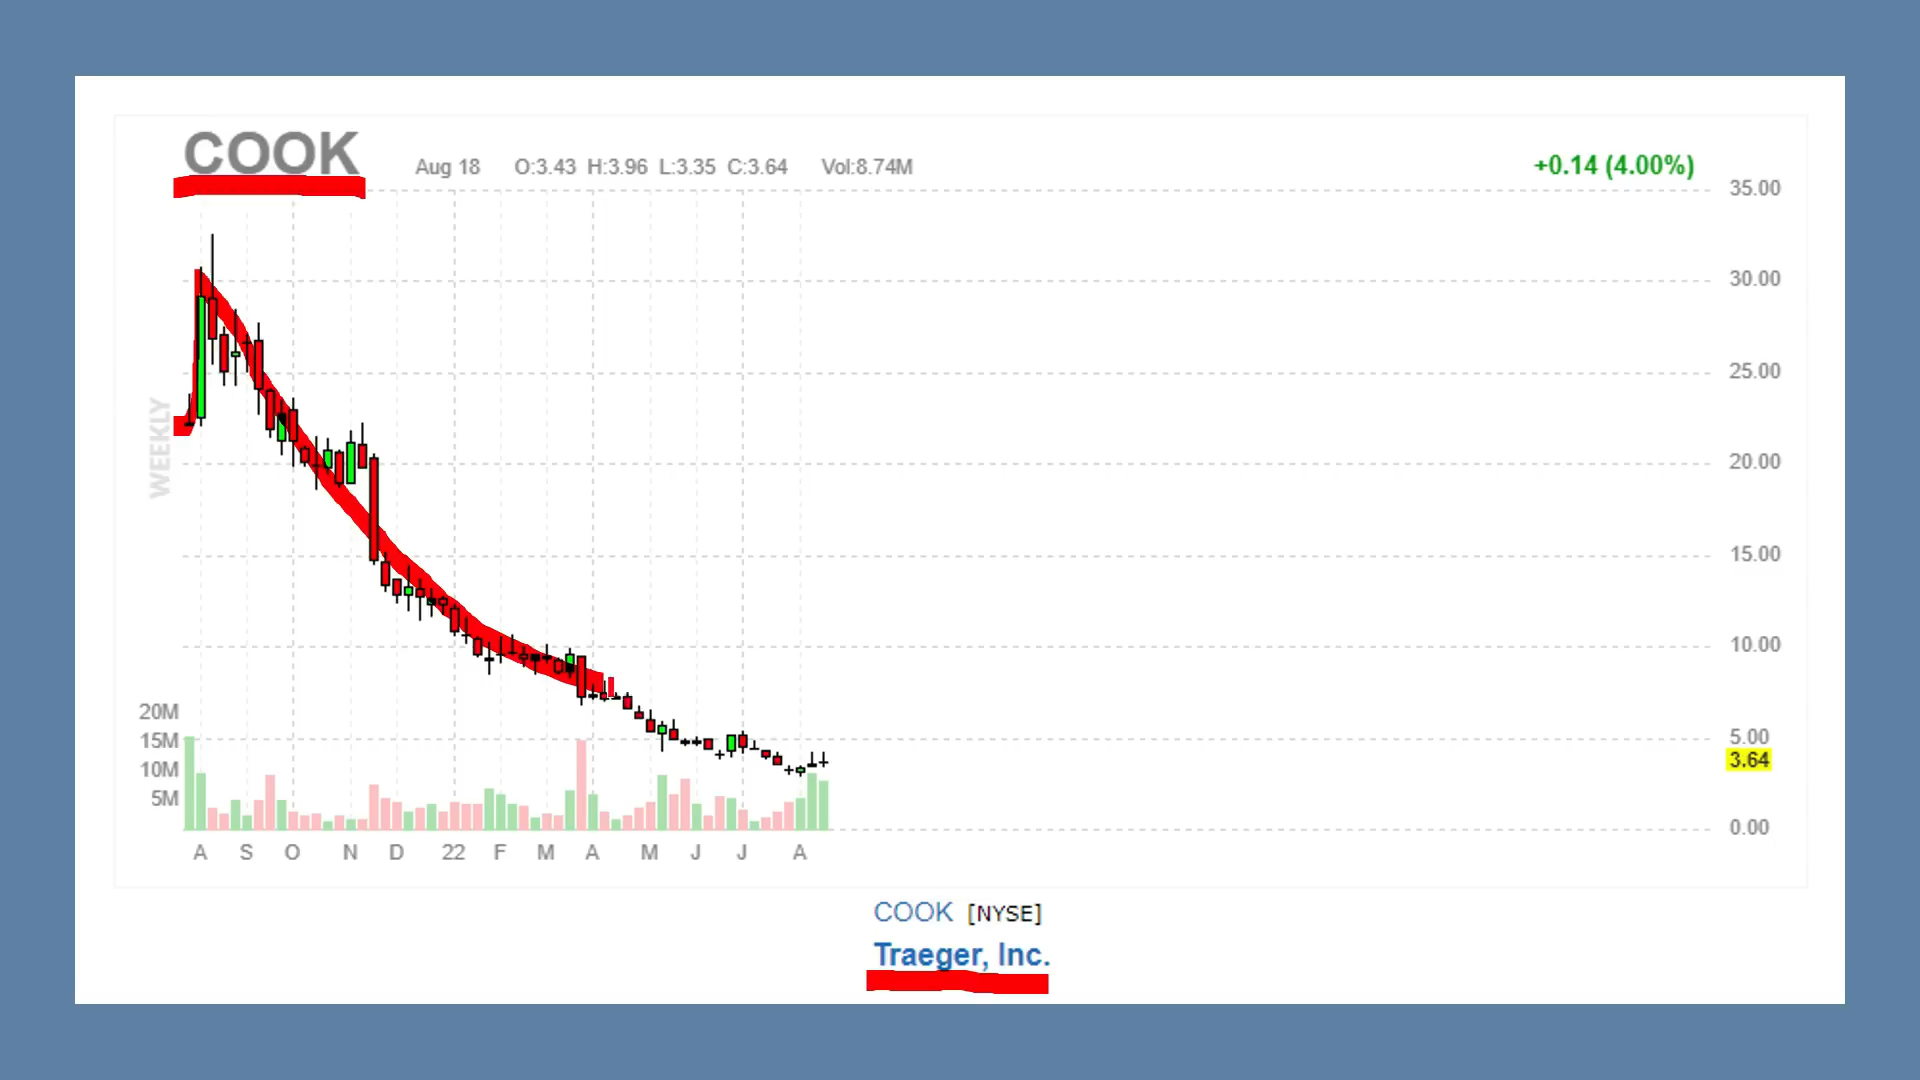 COOK Aug 18 O:3.43 H:3.96 L:3.35 C:3.64 Vol:8.74M +0.14 (4.00%)
35.00
30.00
25.00
20.00
15.00
10.00
5.00
3.64
0.00
WEEKLY
20M
15M
10M
5M
A S O N D 22 F M A M J J A
COOK [NYSE]
Traeger, Inc.